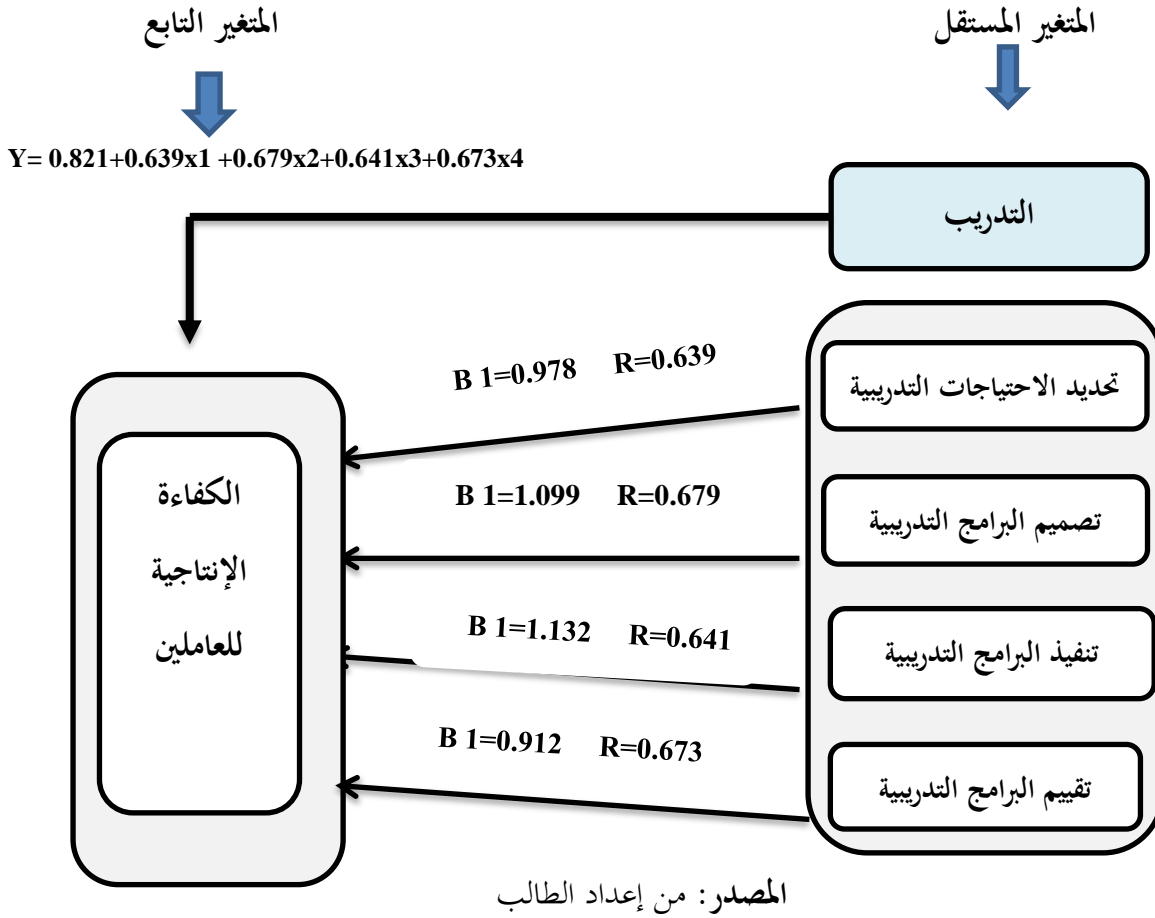 المتغير المستقل
المتغير التابع
Y= 0.821+0.639x1 +0.679x2+0.641x3+0.673x4
التدريب
تحديد الاحتياجات التدريبية
B 1=0.978 R=0.639
تصميم البرامج التدريبية
B 1=1.099 R=0.679
تنفيذ البرامج التدريبية
B 1=1.132 R=0.641
تقييم البرامج التدريبية
B 1=0.912 R=0.673
الكفاءة
الإنتاجية
للعاملين
المصدر: من إعداد الطالب